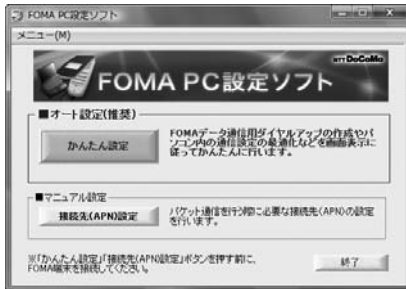 FOMA PC設定ソフト
メニュー(M)
NTT DoCoMo
FOMA PC設定ソフト
■オート設定(推奨)
かんたん設定
FOMAデータ通信用ダイヤルアップの作成やパ
ソコン内の通信設定の最適化などを画面表示に
従ってかんたんに行います。
■マニュアル設定
接続先(APN)設定
パケット通信を行う際に必要な接続先(APN)の設定
を行います。
※「かんたん設定」「接続先(APN)設定」ボタンを押す前に、
FOMA端末を接続してください。
終了